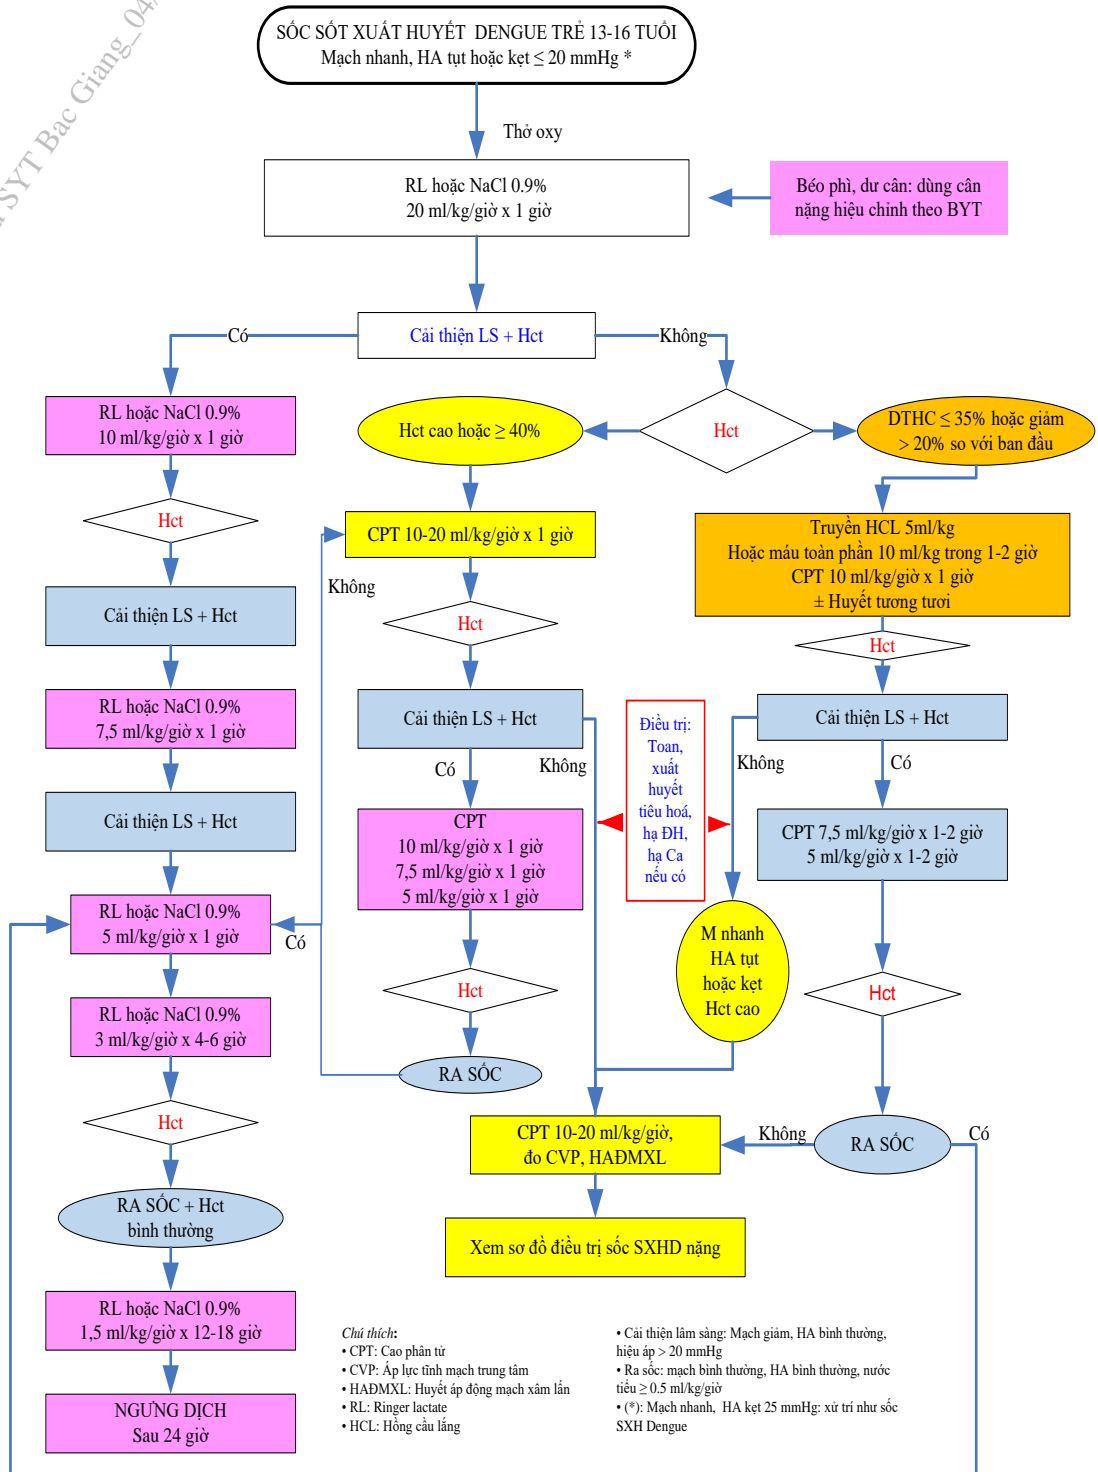 SỐC SỐT XUẤT HUYẾT DENGUE TRẺ 13-16 TUỔI
Mạch nhanh, HA tụt hoặc kẹt ≤ 20 mmHg *
SYT Bac Giang_04/
Thở oxy
RL hoặc NaCl 0.9%
20 ml/kg/giờ x 1 giờ
Béo phì, dư cân: dùng cân
nặng hiệu chỉnh theo BYT
Cải thiện LS + Hct
Có
Không
RL hoặc NaCl 0.9%
10 ml/kg/giờ x 1 giờ
Hct cao hoặc ≥ 40%
Hct
DTHC ≤ 35% hoặc giảm
> 20% so với ban đầu
Hct
CPT 10-20 ml/kg/giờ x 1 giờ
Truyền HCL 5ml/kg
Hoặc máu toàn phần 10 ml/kg trong 1-2 giờ
CPT 10 ml/kg/giờ x 1 giờ
± Huyết tương tươi
Không
Cải thiện LS + Hct
Hct
Hct
RL hoặc NaCl 0.9%
7,5 ml/kg/giờ x 1 giờ
Cải thiện LS + Hct
Điều trị:
Toan,
xuất
huyết
tiêu hoá,
hạ ĐH,
hạ Ca
nếu có
Cải thiện LS + Hct
Có
Không
Không
Có
Cải thiện LS + Hct
CPT
10 ml/kg/giờ x 1 giờ
7,5 ml/kg/giờ x 1 giờ
5 ml/kg/giờ x 1 giờ
CPT 7,5 ml/kg/giờ x 1-2 giờ
5 ml/kg/giờ x 1-2 giờ
RL hoặc NaCl 0.9%
5 ml/kg/giờ x 1 giờ
Có
M nhanh
HA tụt
hoặc kẹt
Hct cao
Hct
Hct
RL hoặc NaCl 0.9%
3 ml/kg/giờ x 4-6 giờ
RA SỐC
Hct
CPT 10-20 ml/kg/giờ,
đo CVP, HAĐMXL
Không
RA SỐC
Có
RA SỐC + Hct
bình thường
Xem sơ đồ điều trị sốc SXHD nặng
RL hoặc NaCl 0.9%
1,5 ml/kg/giờ x 12-18 giờ
NGƯNG DỊCH
Sau 24 giờ
Chú thích:
• CPT: Cao phân tử
• CVP: Áp lực tĩnh mạch trung tâm
• HAĐMXL: Huyết áp động mạch xâm lấn
• RL: Ringer lactate
• HCL: Hồng cầu lắng
• Cải thiện lâm sàng: Mạch giảm, HA bình thường,
hiệu áp > 20 mmHg
• Ra sốc: mạch bình thường, HA bình thường, nước
tiểu ≥ 0.5 ml/kg/giờ
• (*): Mạch nhanh, HA kẹt 25 mmHg: xử trí như sốc
SXH Dengue